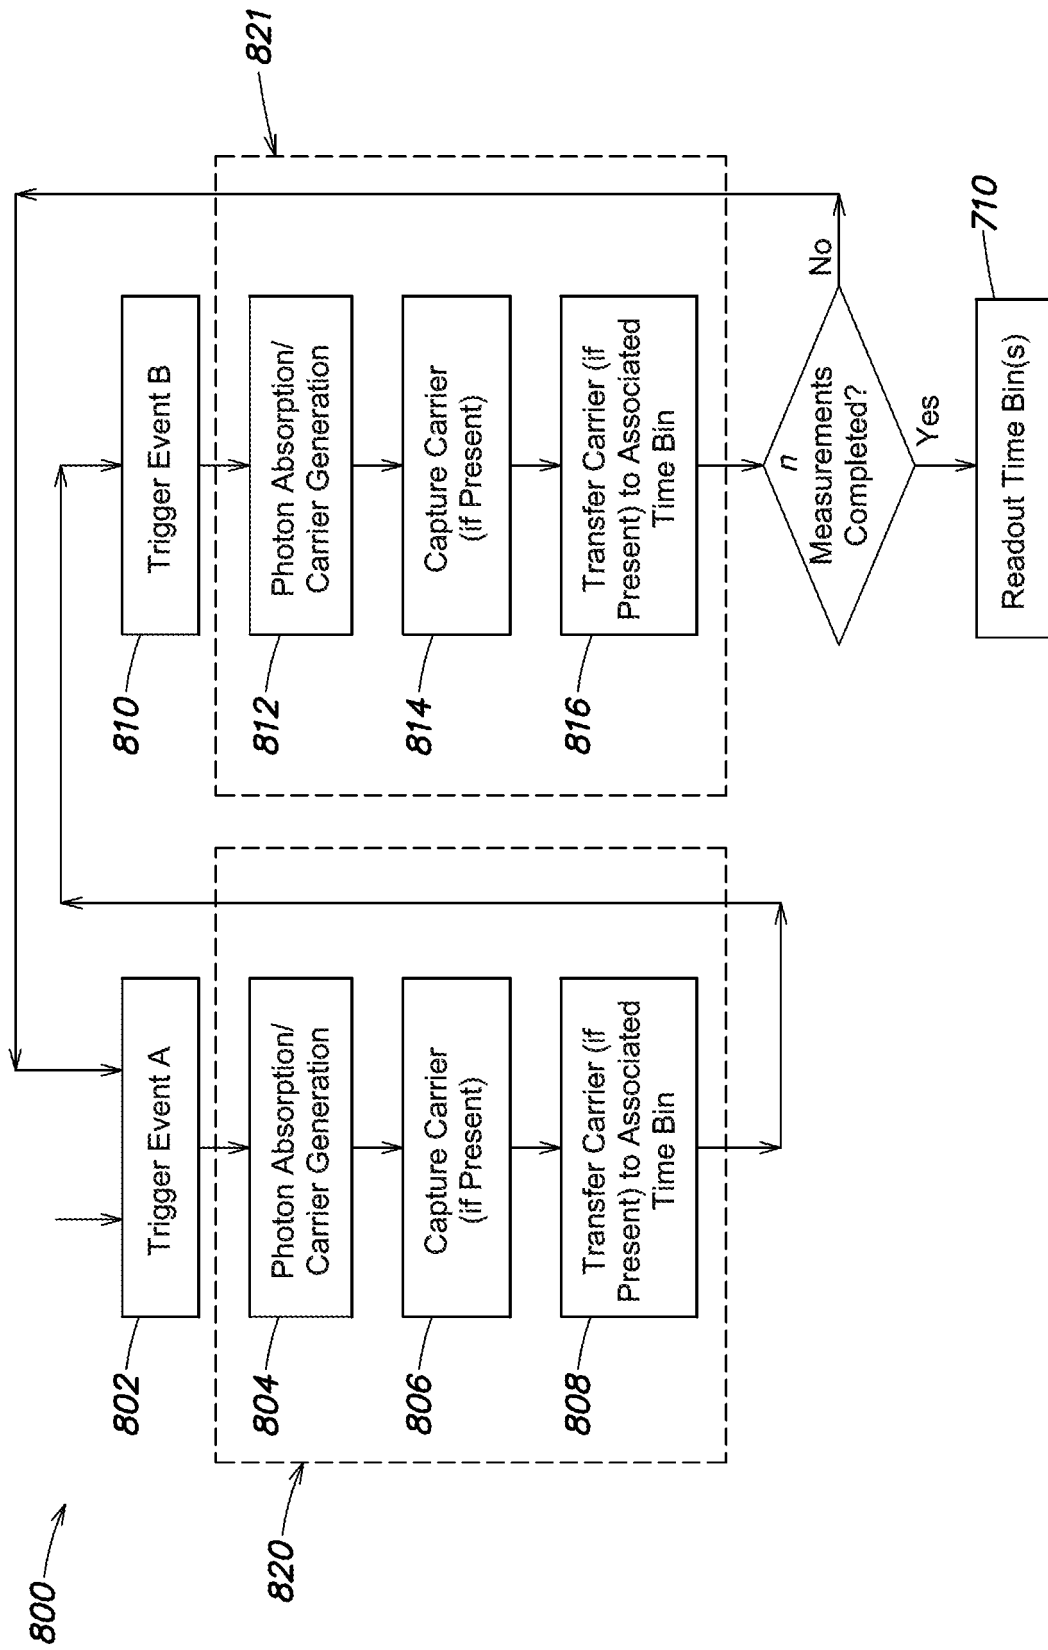 800
820
802
Trigger Event A
804
Photon Absorption/
Carrier Generation
806
Capture Carrier
(if Present)
808
Transfer Carrier (if
Present) to Associated
Time Bin
821
810
Trigger Event B
812
Photon Absorption/
Carrier Generation
814
Capture Carrier
(if Present)
816
Transfer Carrier (if
Present) to Associated
Time Bin
n
Measurements
Completed?
No
Yes
710
Readout Time Bin(s)